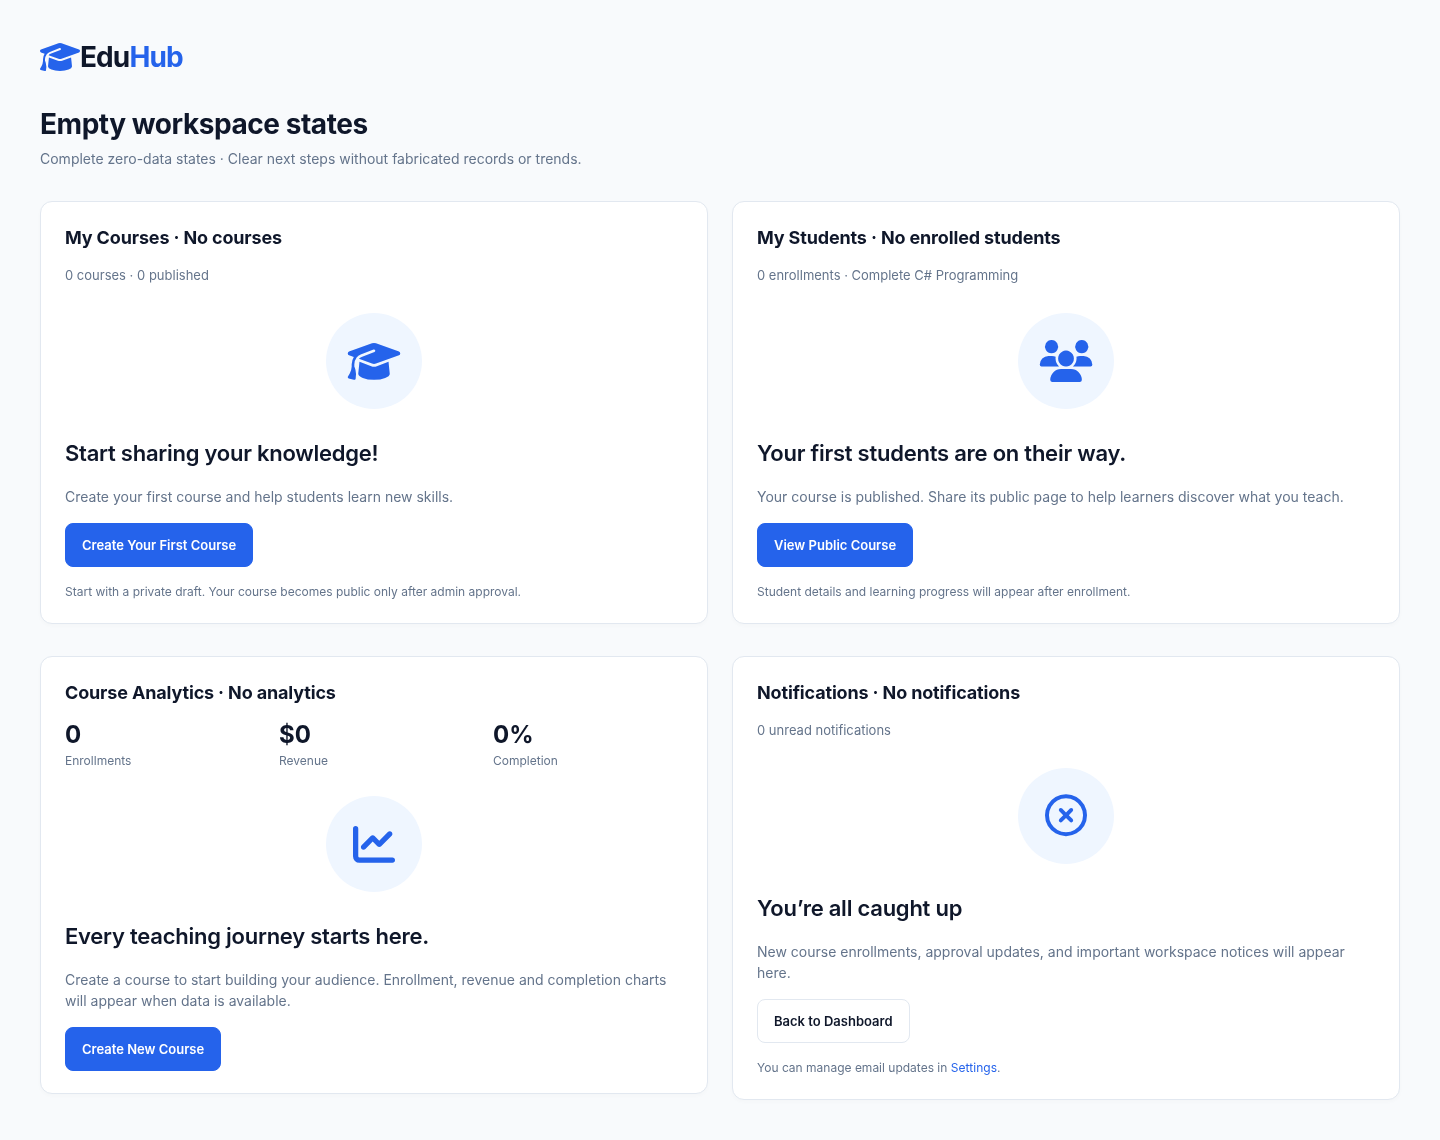 EduHub
Empty workspace states
Complete zero-data states · Clear next steps without fabricated records or trends.
My Courses · No courses
0 courses · 0 published
Start sharing your knowledge!
Create your first course and help students learn new skills.
Create Your First Course
Start with a private draft. Your course becomes public only after admin approval.
My Students · No enrolled students
0 enrollments · Complete C# Programming
Your first students are on their way.
Your course is published. Share its public page to help learners discover what you teach.
View Public Course
Student details and learning progress will appear after enrollment.
Course Analytics · No analytics
0 $0 0%
Enrollments Revenue Completion
Every teaching journey starts here.
Create a course to start building your audience. Enrollment, revenue and completion charts
will appear when data is available.
Create New Course
Notifications · No notifications
0 unread notifications
You’re all caught up
New course enrollments, approval updates, and important workspace notices will appear
here.
Back to Dashboard
You can manage email updates in Settings.